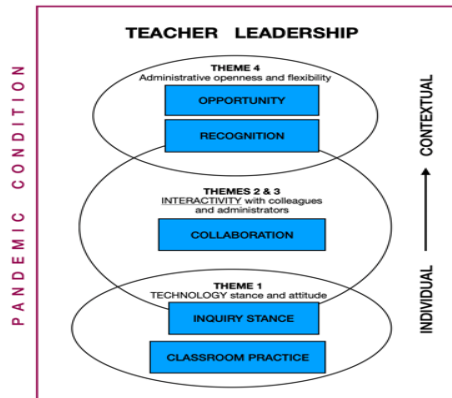 TEACHER LEADERSHIP
PANDEMIC CONDITION
THEME 4
Administrative openness and flexibility
OPPORTUNITY
RECOGNITION
THEMES 2 & 3
INTERACTIVITY with colleagues
and administrators
COLLABORATION
THEME 1
TECHNOLOGY stance and attitude
INQUIRY STANCE
CLASSROOM PRACTICE
CONTEXTUAL
INDIVIDUAL